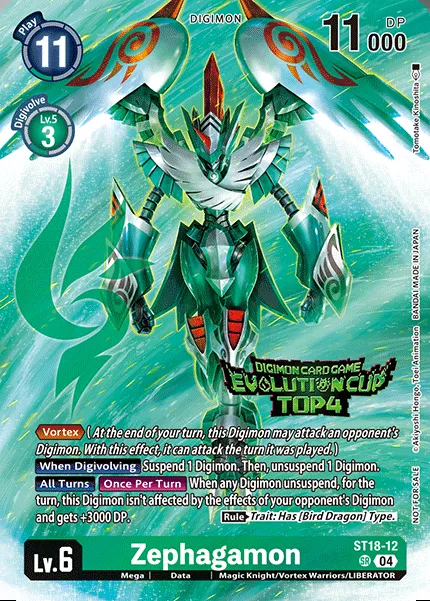 DIGIMON
Play
11
11000 DP
Digivolve
Lv.5
3
Tomotake Kinoshita
©Akiyoshi Hongo, Toei Animation BANDAI MADE IN JAPAN
NOT FOR SALE
DIGIMON CARD GAME
EVOLUTION CUP
TOP4
Vortex (At the end of your turn, this Digimon may attack an opponent's
Digimon. With this effect, it can attack the turn it was played.)
When Digivolving Suspend 1 Digimon. Then, unsuspend 1 Digimon.
All Turns Once Per Turn When any Digimon unsuspend, for the
turn, this Digimon isn't affected by the effects of your opponent's Digimon
and gets +3000 DP.
Rule Trait: Has [Bird Dragon] Type.
Lv.6
Zephagamon
ST18-12
SR 04
Mega | Data | Magic Knight/Vortex Warriors/LIBERATOR